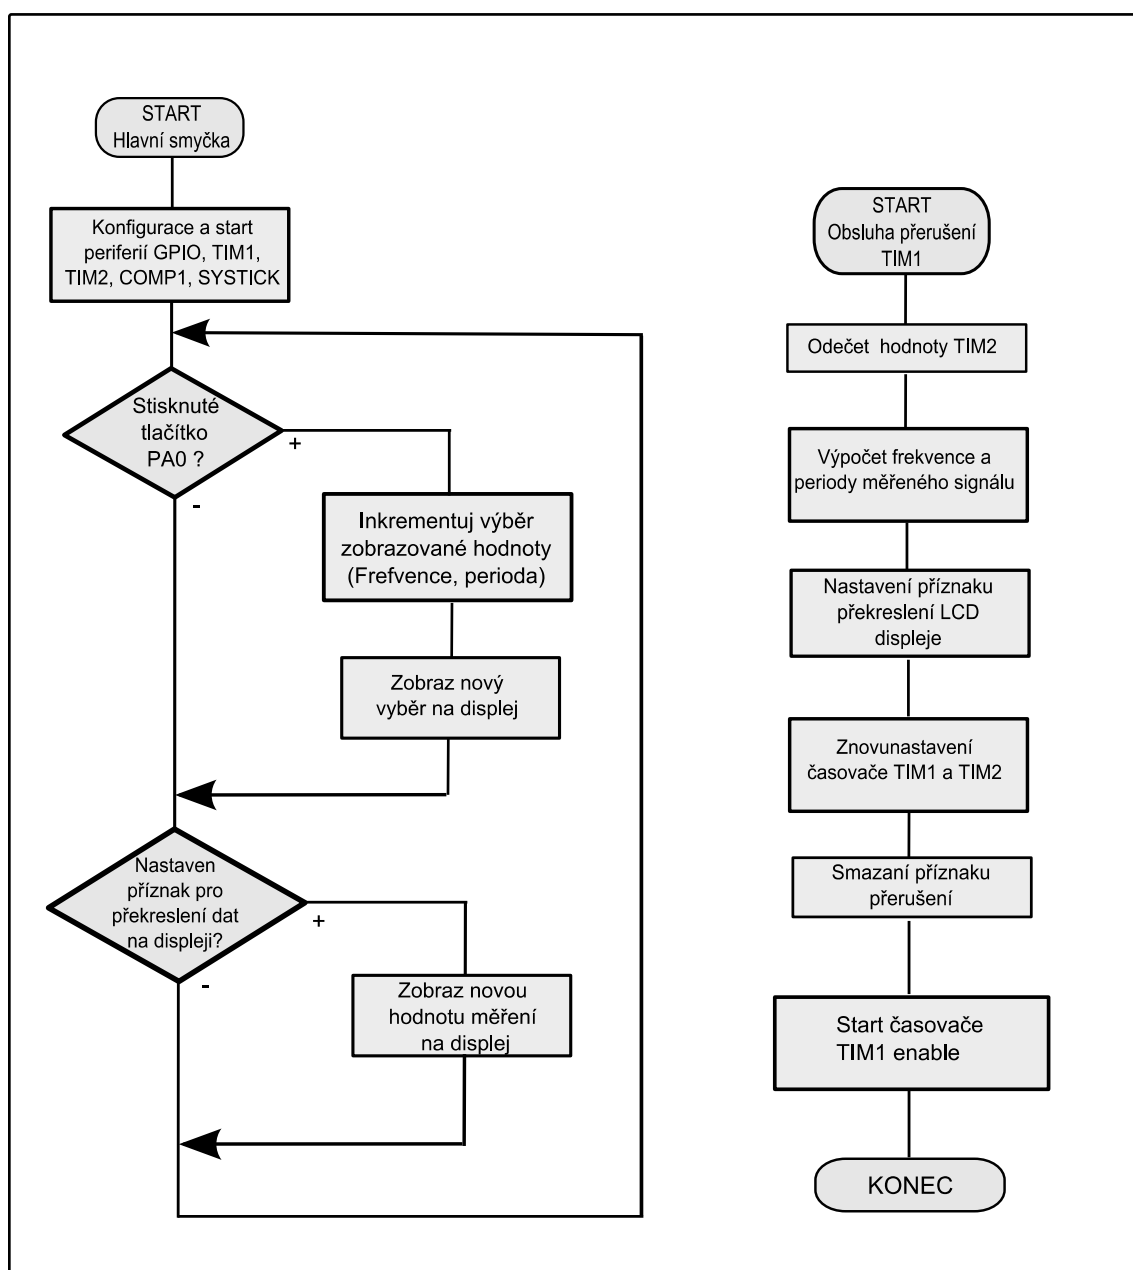 START
Hlavní smyčka
Konfigurace a start
periferií GPIO, TIM1,
TIM2, COMP1, SYSTICK
Stisknuté
tlačítko
PA0 ?
+
-
Inkrementuj výběr
zobrazované hodnoty
(Frefvence, perioda)
Zobraz nový
vyběr na displej
Nastaven
příznak pro
překreslení dat
na displeji?
+
-
Zobraz novou
hodnotu měření
na displej
START
Obsluha přerušení
TIM1
Odečet hodnoty TIM2
Výpočet frekvence a
periody měřeného signálu
Nastavení příznaku
překreslení LCD
displeje
Znovunastavení
časovače TIM1 a TIM2
Smazaní příznaku
přerušení
Start časovače
TIM1 enable
KONEC